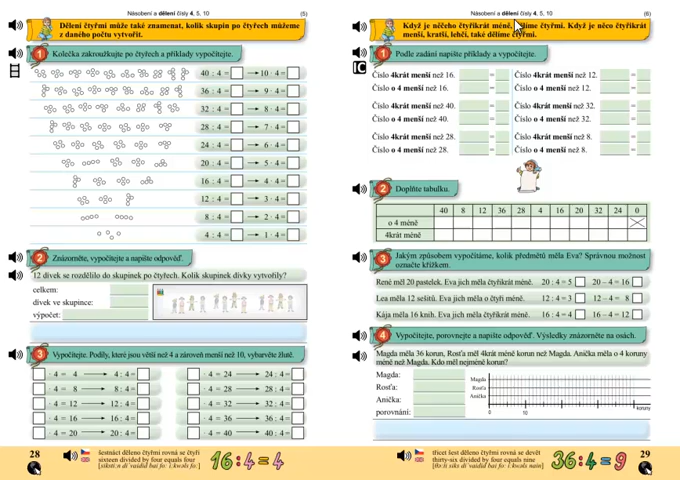 Násobení a dělení čísly 4, 5, 10
(5)
Dělení čtyřmi může také znamenat, kolik skupin po čtyřech můžeme
z daného počtu vytvořit.
1 Kolečka zakroužkujte po čtyřech a příklady vypočítejte.
40 : 4 = 10 · 4 =
36 : 4 = 9 · 4 =
32 : 4 = 8 · 4 =
28 : 4 = 7 · 4 =
24 : 4 = 6 · 4 =
20 : 4 = 5 · 4 =
16 : 4 = 4 · 4 =
12 : 4 = 3 · 4 =
8 : 4 = 2 · 4 =
4 : 4 = 1 · 4 =
2 Znázorněte, vypočítejte a napište odpověď.
12 dívek se rozdělilo do skupinek po čtyřech. Kolik skupinek dívky vytvořily?
celkem:
dívek ve skupince:
výpočet:
3 Vypočítejte. Podíly, které jsou větší než 4 a zároveň menší než 10, vybarvěte žlutě.
· 4 = 4 4 : 4 = · 4 = 24 24 : 4 =
· 4 = 8 8 : 4 = · 4 = 28 28 : 4 =
· 4 = 12 12 : 4 = · 4 = 32 32 : 4 =
· 4 = 16 16 : 4 = · 4 = 36 36 : 4 =
· 4 = 20 20 : 4 = · 4 = 40 40 : 4 =
28
šestnáct děleno čtyřmi rovná se čtyři
sixteen divided by four equals four
16:4=4
Násobení a dělení čísly 4, 5, 10
(6)
Když je něčeho čtyřikrát méně, dělíme čtyřmi. Když je něco čtyřikrát
menší, kratší, lehčí, také dělíme čtyřmi.
1 Podle zadání napište příklady a vypočítejte.
Číslo 4krát menší než 16. = Číslo 4krát menší než 12. =
Číslo o 4 menší než 16. = Číslo o 4 menší než 12. =
Číslo 4krát menší než 40. = Číslo 4krát menší než 32. =
Číslo o 4 menší než 40. = Číslo o 4 menší než 32. =
Číslo 4krát menší než 28. = Číslo 4krát menší než 8. =
Číslo o 4 menší než 28. = Číslo o 4 menší než 8. =
2 Doplňte tabulku.
40 8 12 36 28 4 16 20 32 24 0
o 4 méně
4krát méně
3 Jakým způsobem vypočítáme, kolik předmětů měla Eva? Správnou možnost
označte křížkem.
René měl 20 pastelek. Eva jich měla čtyřikrát méně. 20 : 4 = 5 20 – 4 = 16
Lea měla 12 sešitů. Eva jich měla o čtyři méně. 12 : 4 = 3 12 – 4 = 8
Kája měla 16 knih. Eva jich měla čtyřikrát méně. 16 : 4 = 4 16 – 4 = 12
4 Vypočítejte, porovnejte a napište odpověď. Výsledky znázorněte na osách.
Magda měla 36 korun, Rosťa měl 4krát méně korun než Magda. Anička měla o 4 koruny
méně než Magda. Kdo měl nejméně korun?
Magda:
Rosťa:
Anička:
porovnání:
Magda
Rosťa
Anička
0 10 koruny
třicet šest děleno čtyřmi rovná se devět
thirty-six divided by four equals nine
36:4=9
29